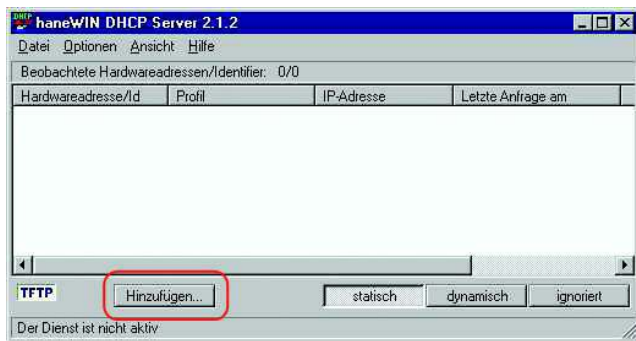 DHCP haneWIN DHCP Server 2.1.2
Datei Optionen Ansicht Hilfe
Beobachtete Hardwareadressen/Identifier: 0/0
Hardwareadresse/Id Profil IP-Adresse Letzte Anfrage am
TFTP Hinzufügen... statisch dynamisch ignoriert
Der Dienst ist nicht aktiv